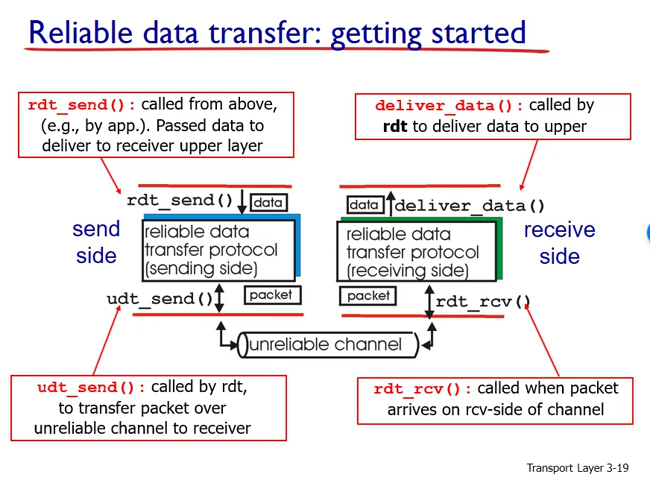 Reliable data transfer: getting started
rdt_send(): called from above,
(e.g., by app.). Passed data to
deliver to receiver upper layer
deliver_data(): called by
rdt to deliver data to upper
rdt_send()
data
data
deliver_data()
send
side
reliable data
transfer protocol
(sending side)
reliable data
transfer protocol
(receiving side)
receive
side
udt_send()
packet
packet
rdt_rcv()
unreliable channel
udt_send(): called by rdt,
to transfer packet over
unreliable channel to receiver
rdt_rcv(): called when packet
arrives on rcv-side of channel
Transport Layer 3-19